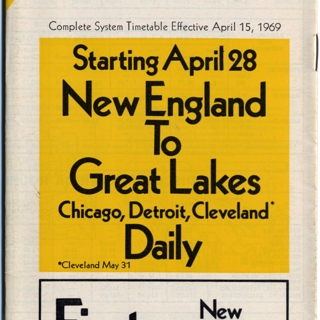 Complete System Timetable Effective April 15, 1969
Starting April 28
New England
To
Great Lakes
Chicago, Detroit, Cleveland*
Daily
*Cleveland May 31
New